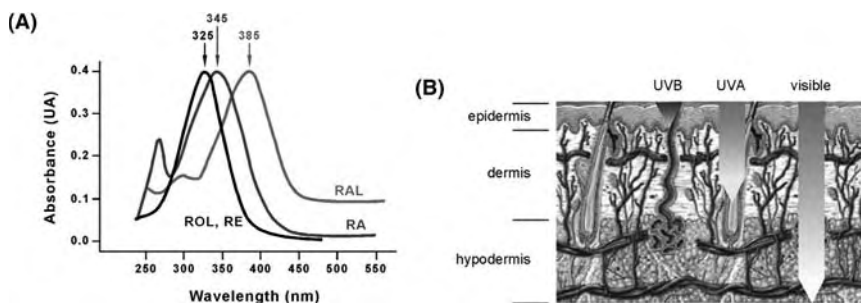 (A)
345
325
385
Absorbance (UA)
0.4
0.3
0.2
0.1
0.0
RAL
ROL, RE
RA
250
300
350
400
450
500
550
Wavelength (nm)
(B)
UVB
UVA
visible
epidermis
dermis
hypodermis